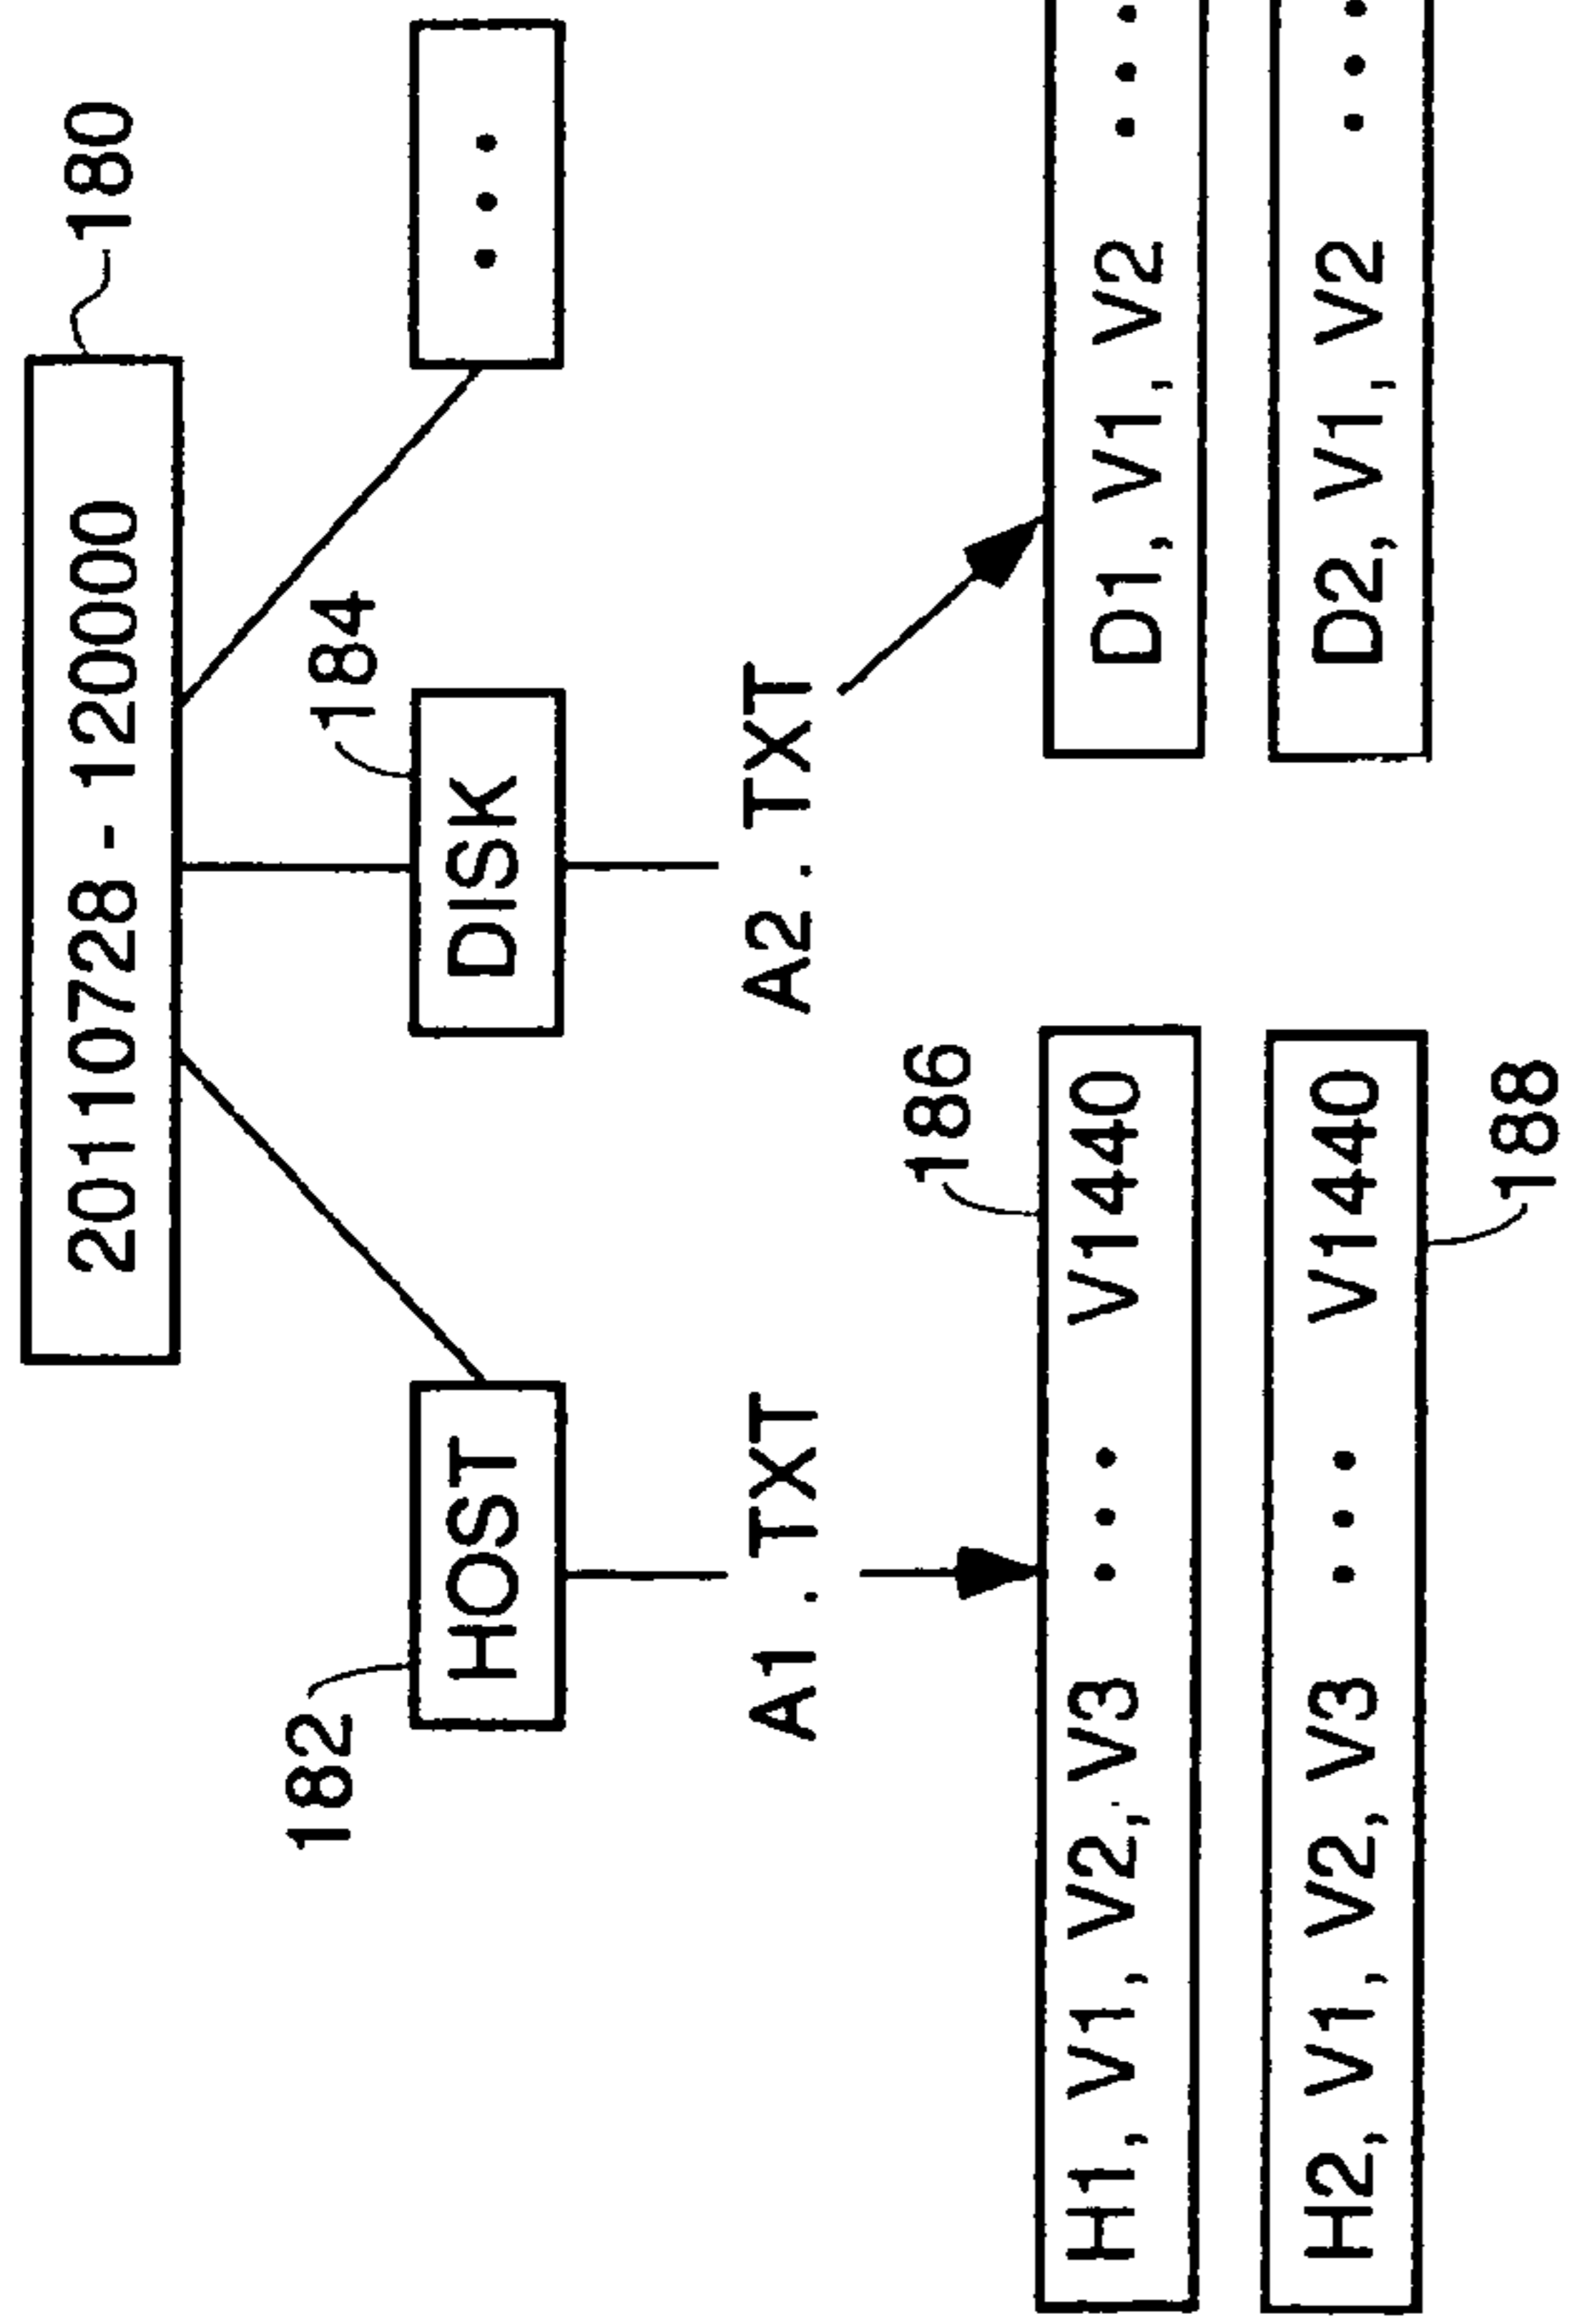 20110728 - 120000
180
182
HOST
184
DISK
• • •
A1 . TXT
A2 . TXT
186
H1, V1, V2, V3 • • • V1440
D1, V1, V2 • • •
H2, V1, V2, V3 • • • V1440
D2, V1, V2 • • •
188